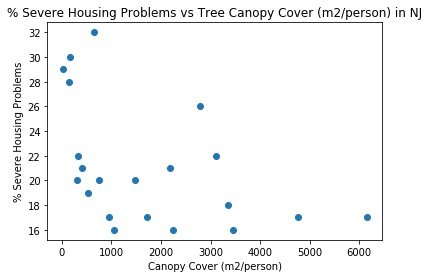 % Severe Housing Problems vs Tree Canopy Cover (m2/person) in NJ
% Severe Housing Problems
32
30
28
26
24
22
20
18
16
0 1000 2000 3000 4000 5000 6000
Canopy Cover (m2/person)